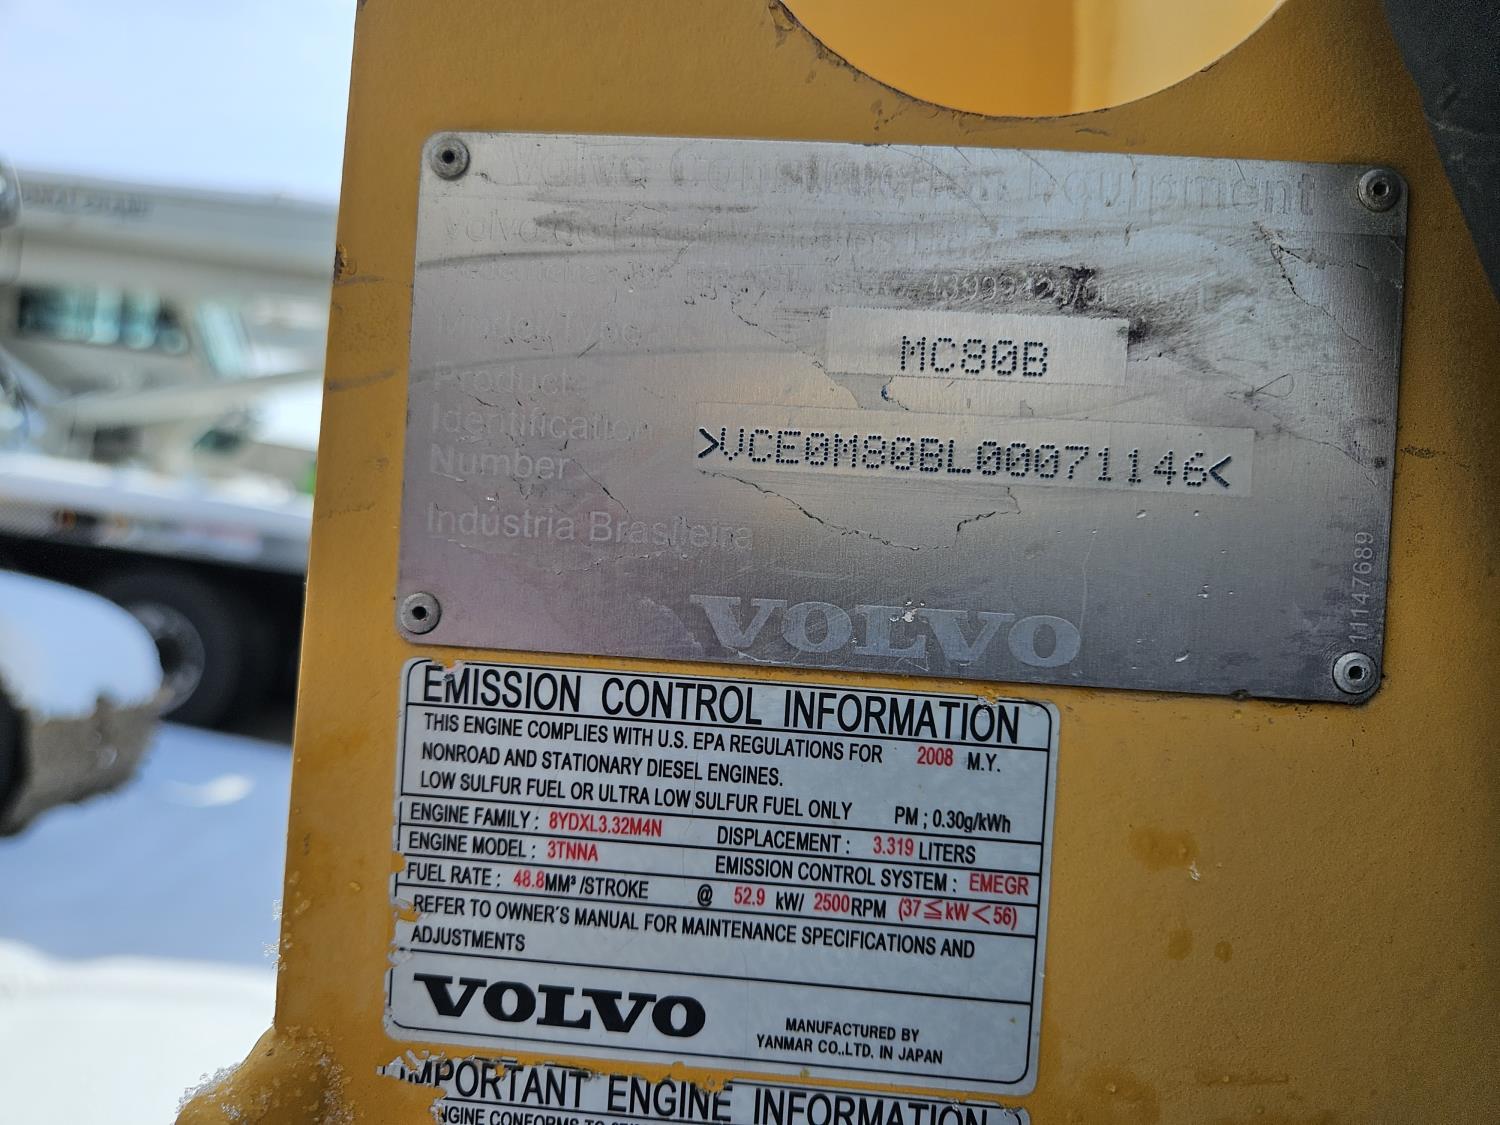 Volvo Construction Equipment
Model/Type
MC80B
Product
Identification
Number
>VCE0M80BL00071146<
Indústria Brasileira
VOLVO
11147689
EMISSION CONTROL INFORMATION
THIS ENGINE COMPLIES WITH U.S. EPA REGULATIONS FOR 2008 M.Y.
NONROAD AND STATIONARY DIESEL ENGINES.
LOW SULFUR FUEL OR ULTRA LOW SULFUR FUEL ONLY PM ; 0.30g/kWh
ENGINE FAMILY : 8YDXL3.32M4N DISPLACEMENT : 3.319 LITERS
ENGINE MODEL : 3TNNA EMISSION CONTROL SYSTEM : EMEGR
FUEL RATE : 48.8MM³ /STROKE @ 52.9 kW/ 2500RPM (37≦kW<56)
REFER TO OWNER'S MANUAL FOR MAINTENANCE SPECIFICATIONS AND
ADJUSTMENTS
VOLVO
MANUFACTURED BY
YANMAR CO.,LTD. IN JAPAN
IMPORTANT ENGINE INFORMATION